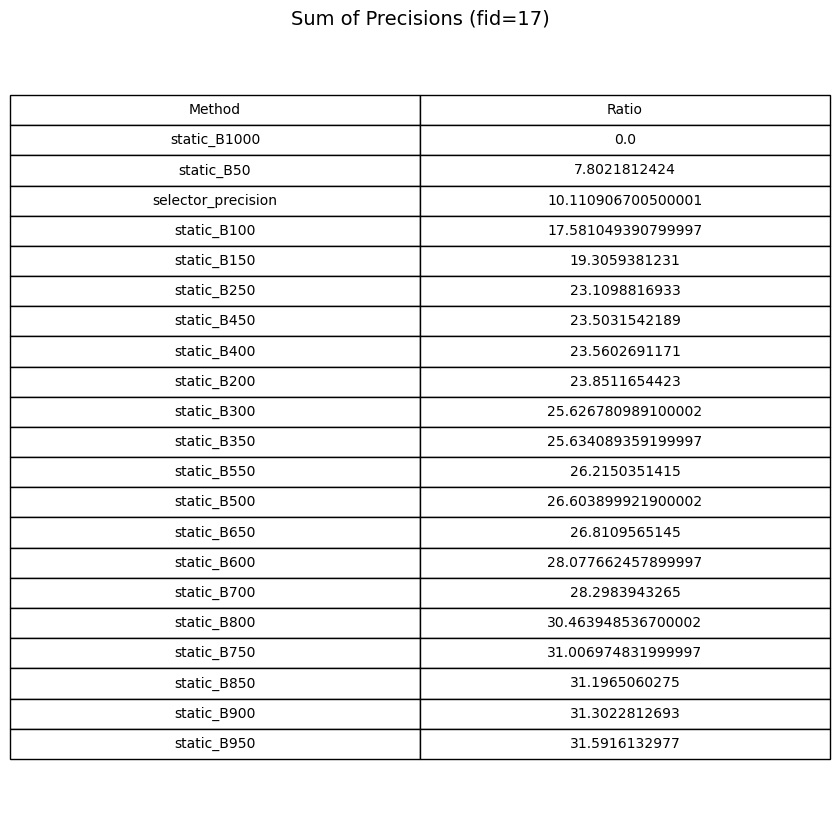 Sum of Precisions (fid=17)
Method Ratio
static_B1000 0.0
static_B50 7.8021812424
selector_precision 10.110906700500001
static_B100 17.581049390799997
static_B150 19.3059381231
static_B250 23.1098816933
static_B450 23.5031542189
static_B400 23.5602691171
static_B200 23.8511654423
static_B300 25.626780989100002
static_B350 25.634089359199997
static_B550 26.2150351415
static_B500 26.603899921900002
static_B650 26.8109565145
static_B600 28.077662457899997
static_B700 28.2983943265
static_B800 30.463948536700002
static_B750 31.006974831999997
static_B850 31.1965060275
static_B900 31.3022812693
static_B950 31.5916132977